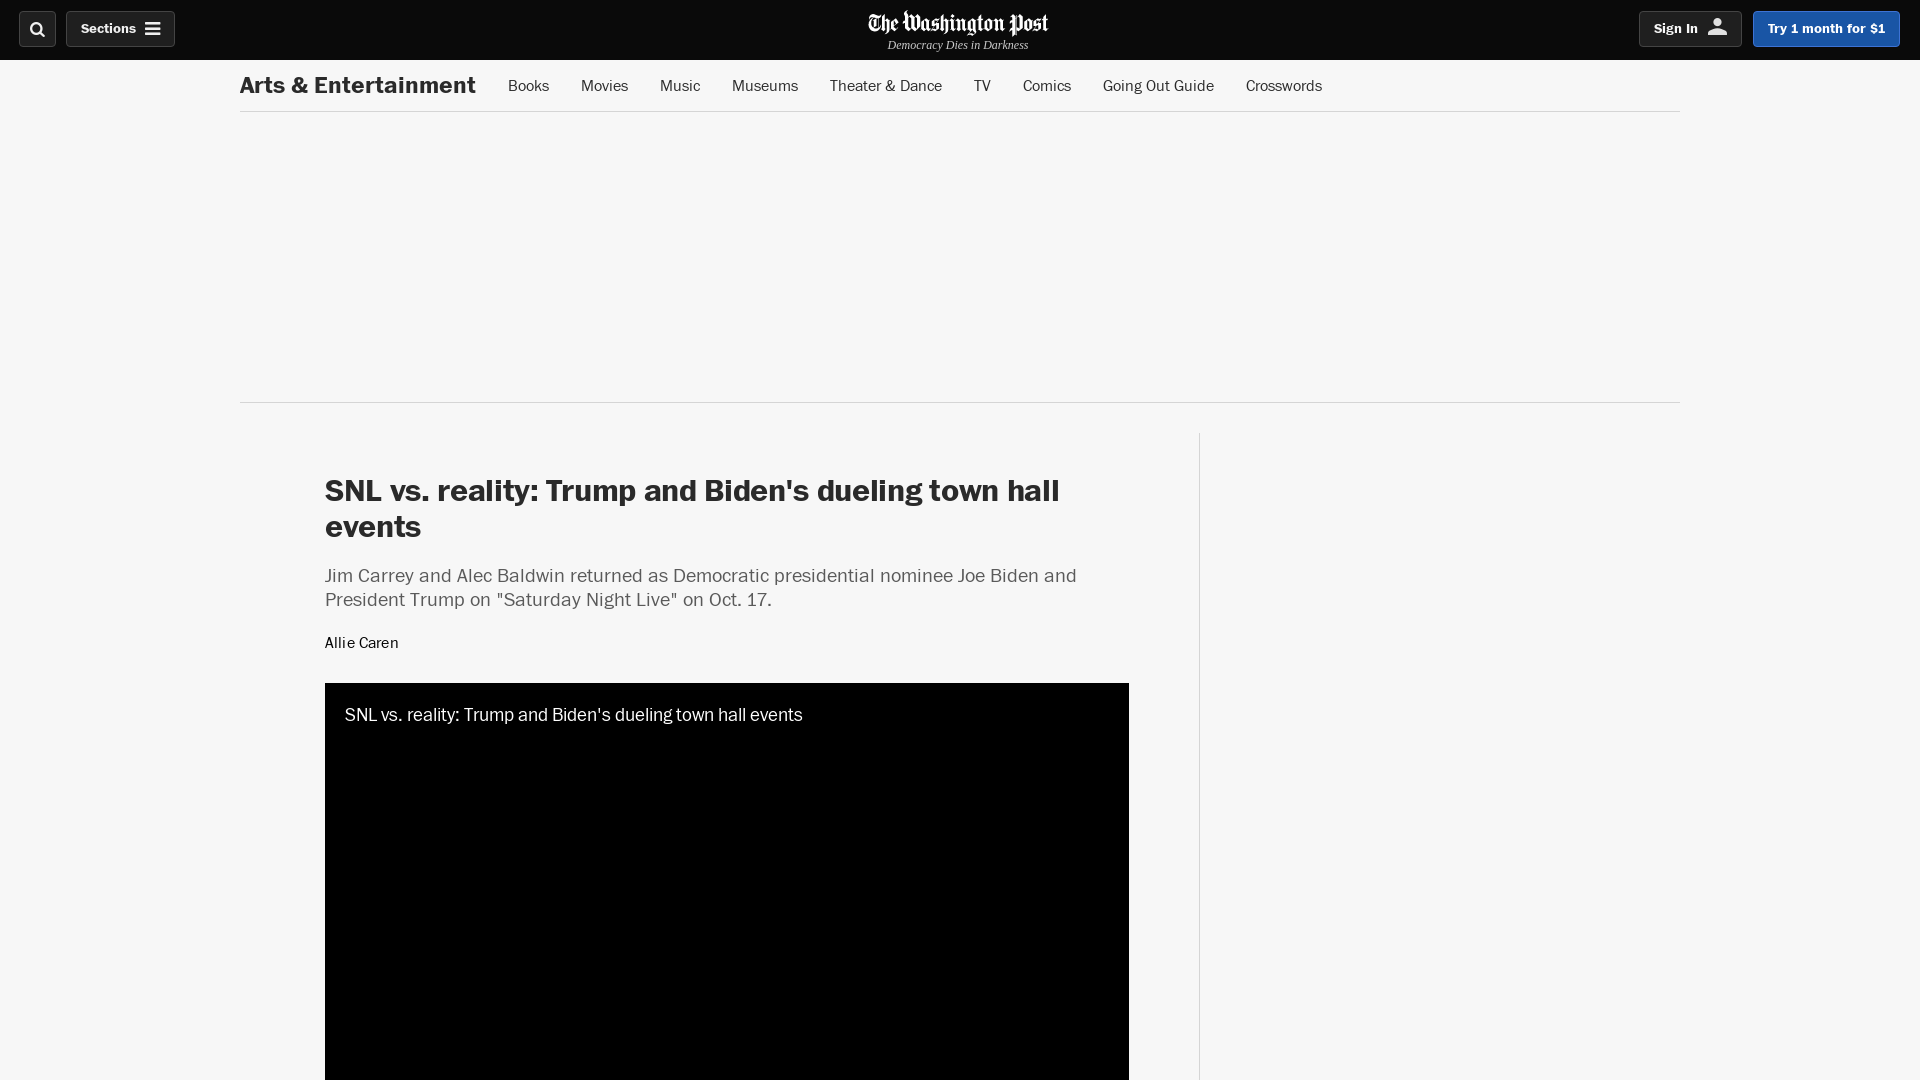 Sections
The Washington Post
Democracy Dies in Darkness
Sign In
Try 1 month for $1
Arts & Entertainment
Books
Movies
Music
Museums
Theater & Dance
TV
Comics
Going Out Guide
Crosswords
SNL vs. reality: Trump and Biden's dueling town hall
events
Jim Carrey and Alec Baldwin returned as Democratic presidential nominee Joe Biden and
President Trump on "Saturday Night Live" on Oct. 17.
Allie Caren
SNL vs. reality: Trump and Biden's dueling town hall events